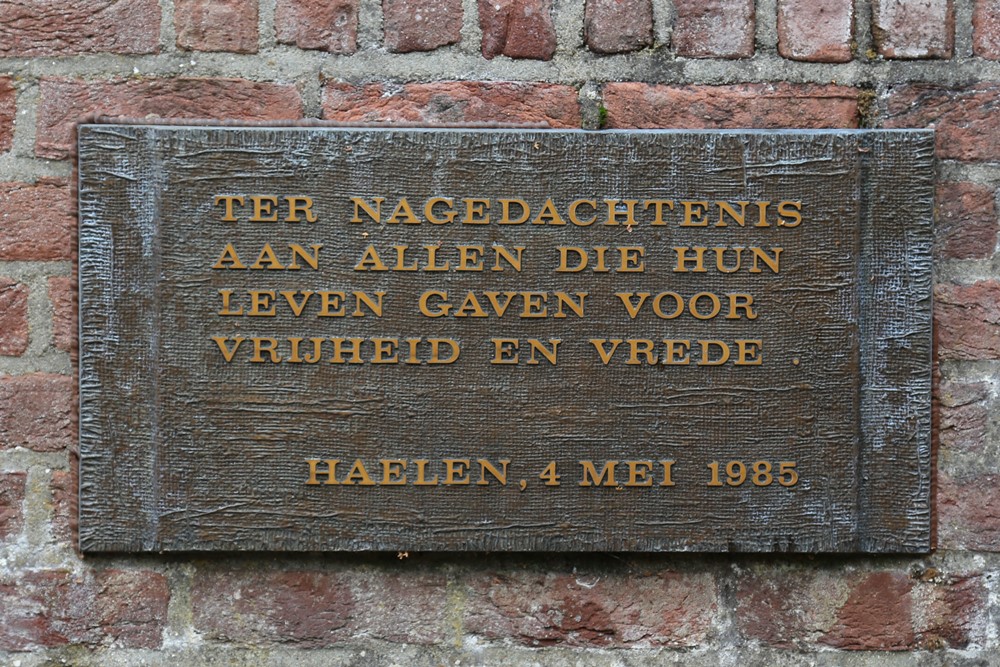 TER NAGEDACHTENIS
AAN ALLEN DIE HUN
LEVEN GAVEN VOOR
VRIJHEID EN VREDE .
HAELEN, 4 MEI 1985